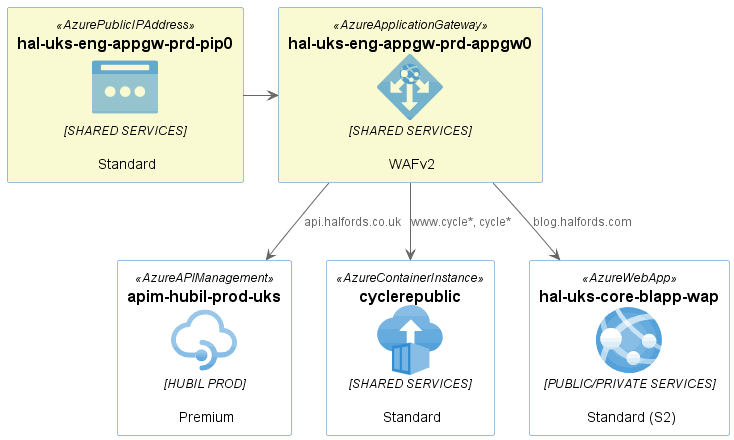 «AzurePublicIPAddress»
hal-uks-eng-appgw-prd-pip0
[SHARED SERVICES]
Standard
«AzureApplicationGateway»
hal-uks-eng-appgw-prd-appgw0
[SHARED SERVICES]
WAFv2
api.halfords.co.uk
www.cycle*, cycle*
blog.halfords.com
«AzureAPIManagement»
apim-hubil-prod-uks
[HUBIL PROD]
Premium
«AzureContainerInstance»
cyclerepublic
[SHARED SERVICES]
Standard
«AzureWebApp»
hal-uks-core-blapp-wap
[PUBLIC/PRIVATE SERVICES]
Standard (S2)